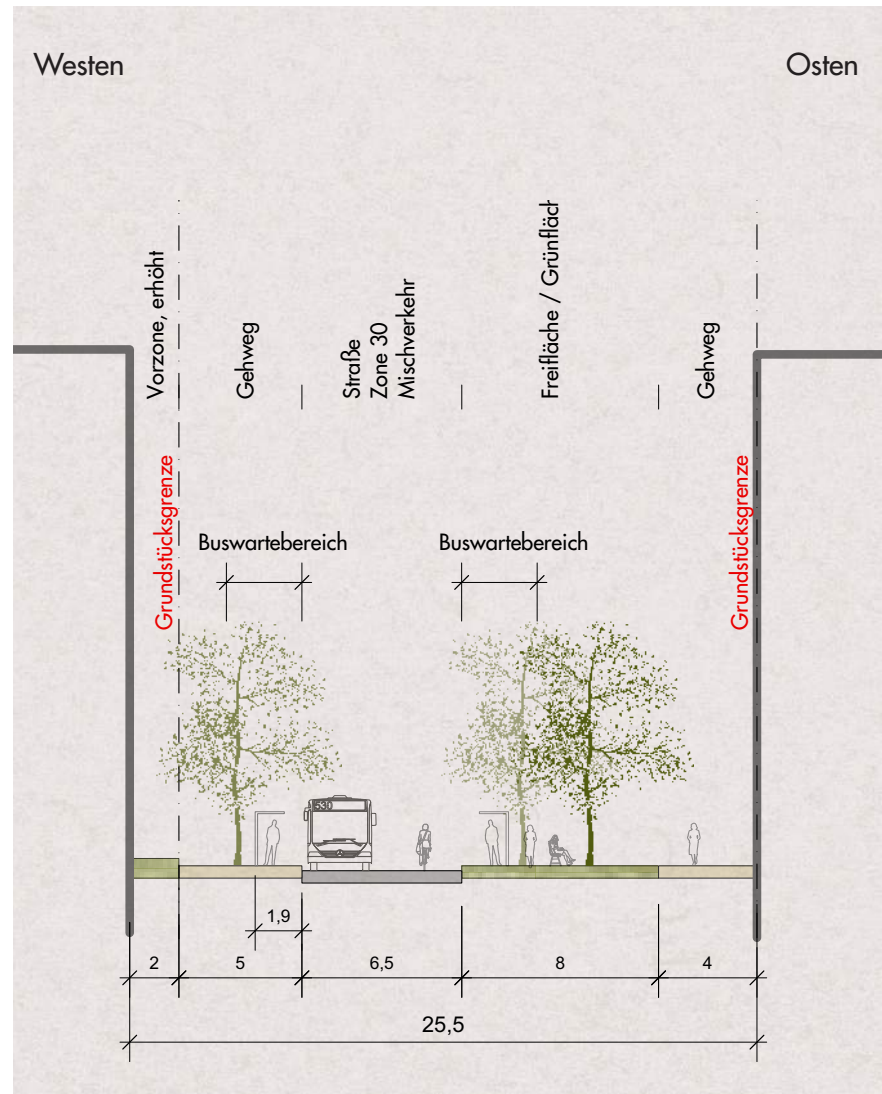 Westen
Osten
Vorzone, erhöht
Gehweg
Straße
Zone 30
Mischverkehr
Freifläche / Grünfläch
Gehweg
Grundstücksgrenze
Grundstücksgrenze
Buswartebereich
Buswartebereich
530
1,9
2
5
6,5
8
4
25,5